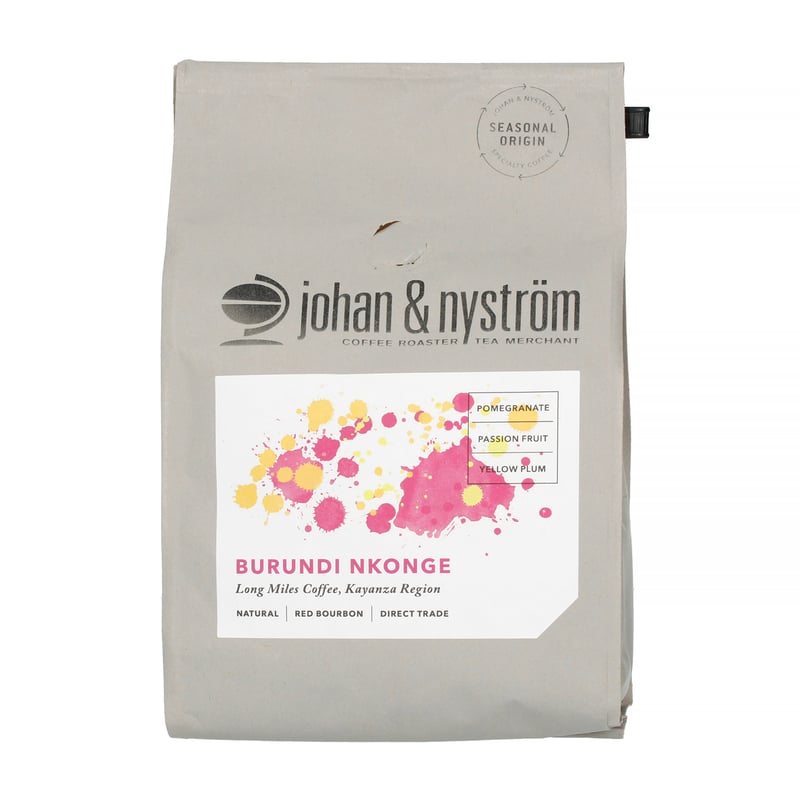 JOHAN & NYSTRÖM
SEASONAL
ORIGIN
SPECIALTY COFFEE
johan & nyström
COFFEE ROASTER TEA MERCHANT
POMEGRANATE
PASSION FRUIT
YELLOW PLUM
BURUNDI NKONGE
Long Miles Coffee, Kayanza Region
NATURAL | RED BOURBON | DIRECT TRADE